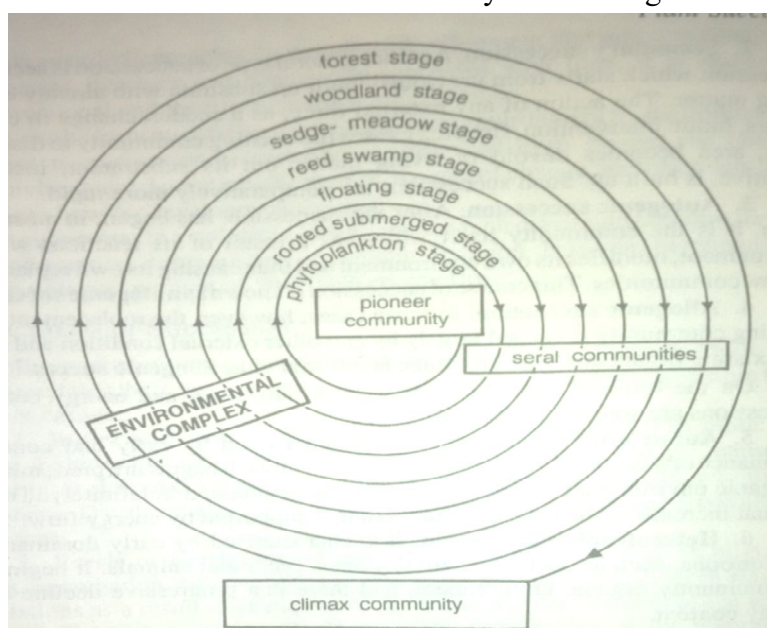 forest stage
woodland stage
sedge- meadow stage
reed swamp stage
floating stage
rooted submerged stage
phytoplankton stage
pioneer
community
seral communities
ENVIRONMENTAL
COMPLEX
climax community